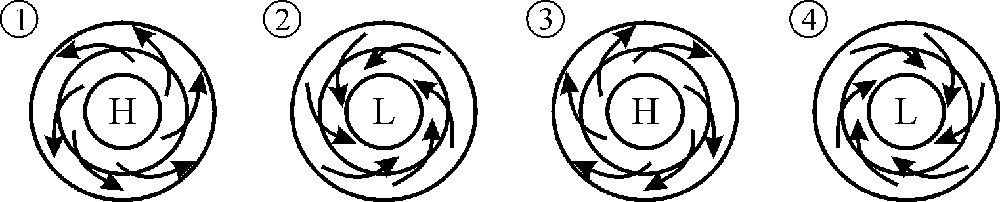 ① ② ③ ④
H L H L